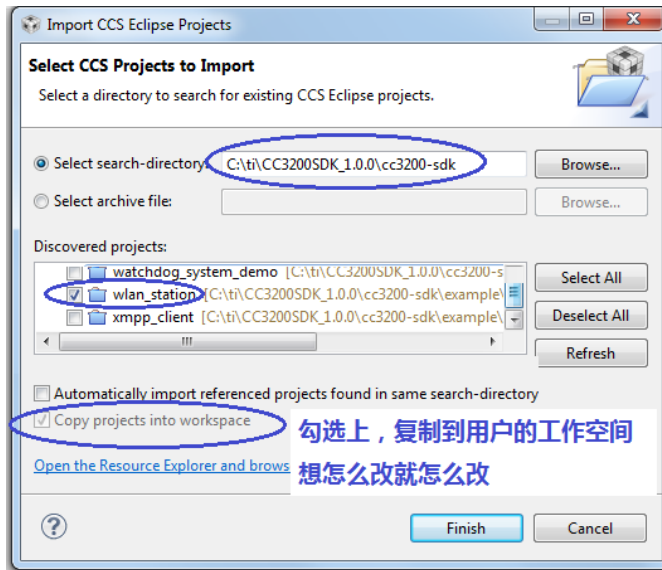 Import CCS Eclipse Projects
Select CCS Projects to Import
Select a directory to search for existing CCS Eclipse projects.
Select search-directory: C:\ti\CC3200SDK_1.0.0\cc3200-sdk Browse...
Select archive file: Browse...
Discovered projects:
watchdog_system_demo [C:\ti\CC3200SDK_1.0.0\cc3200-s
Select All
wlan_station [C:\ti\CC3200SDK_1.0.0\cc3200-sdk\example\
xmpp_client [C:\ti\CC3200SDK_1.0.0\cc3200-sdk\example\
Deselect All
Refresh
Automatically import referenced projects found in same search-directory
Copy projects into workspace
勾选上，复制到用户的工作空间
想怎么改就怎么改
Open the Resource Explorer and brows
Finish Cancel